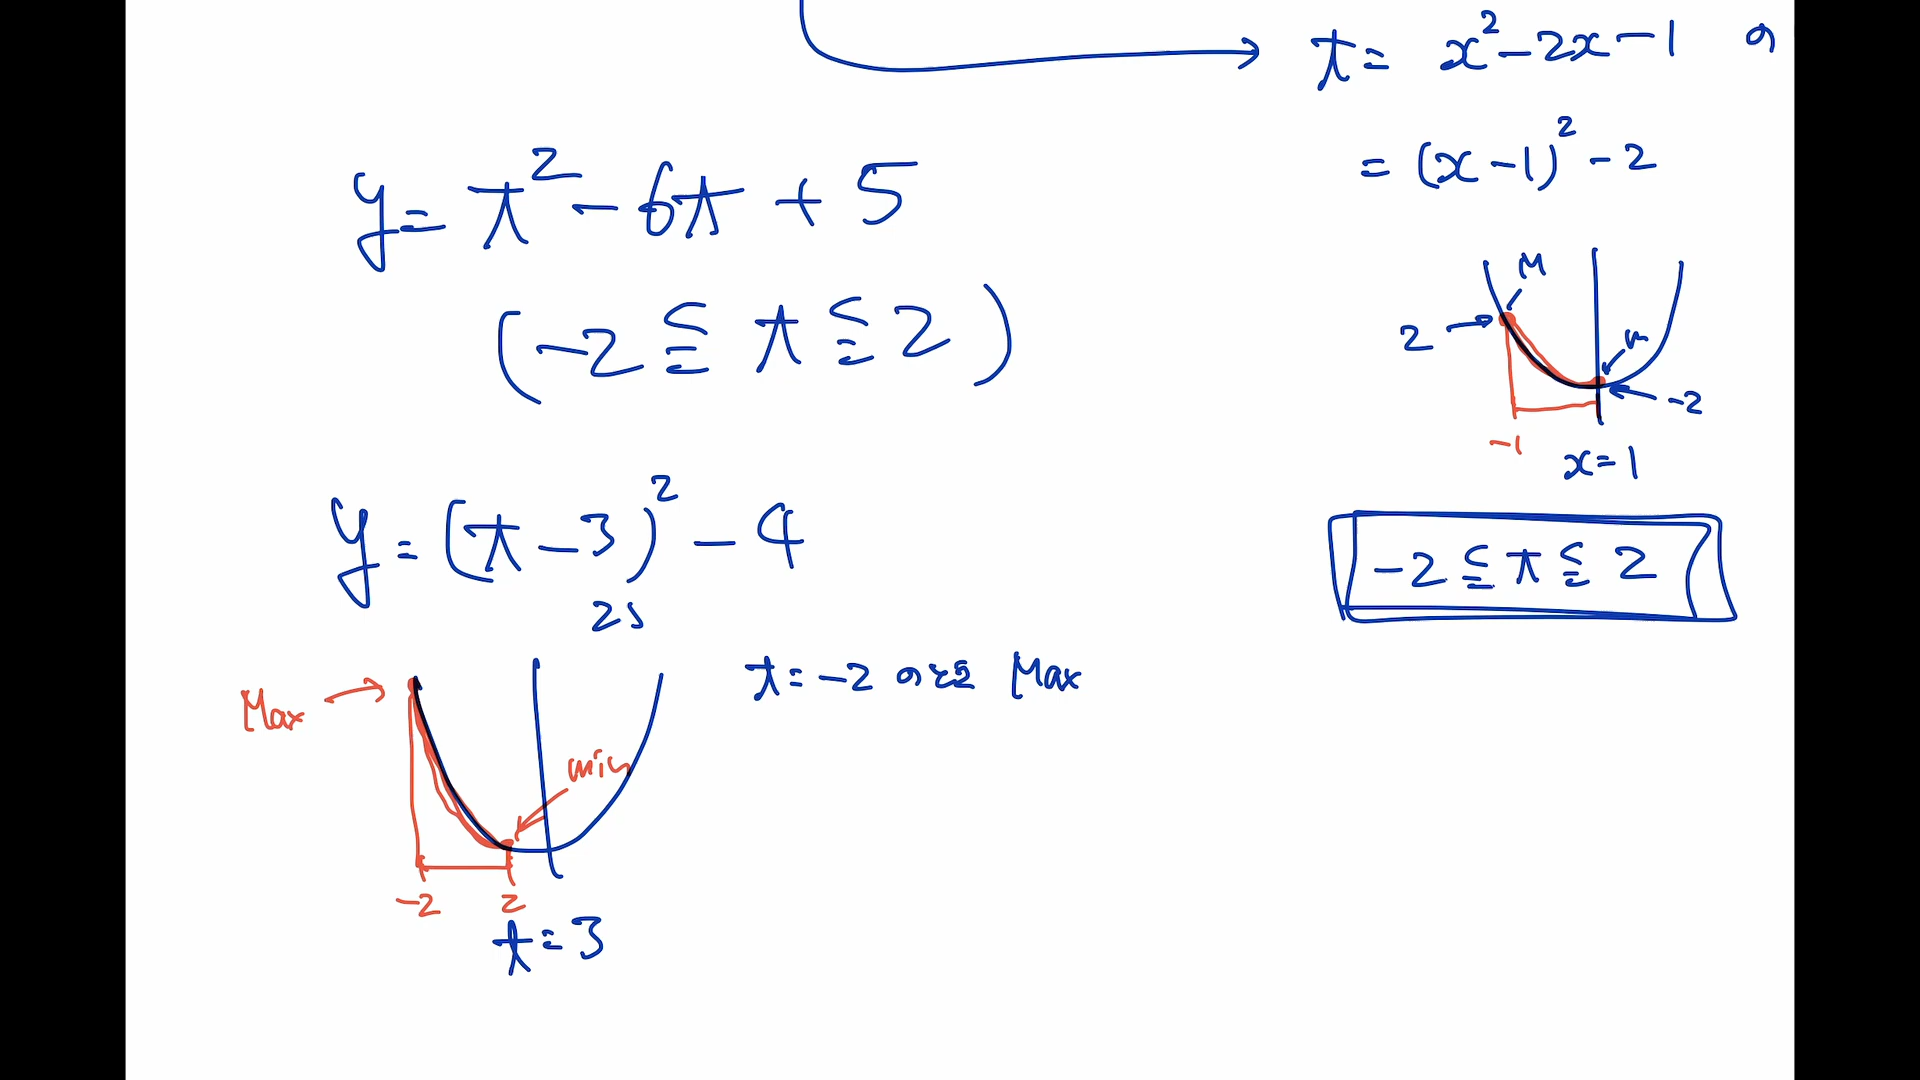 t = x² - 2x - 1 の
= (x - 1)² - 2
y = t² - 6t + 5
(-2 ≦ t ≦ 2)
M
2
m
-2
-1
x = 1
y = (t - 3)² - 4
25
-2 ≦ t ≦ 2
Max
t = -2 のとき Max
min
-2 2
t = 3